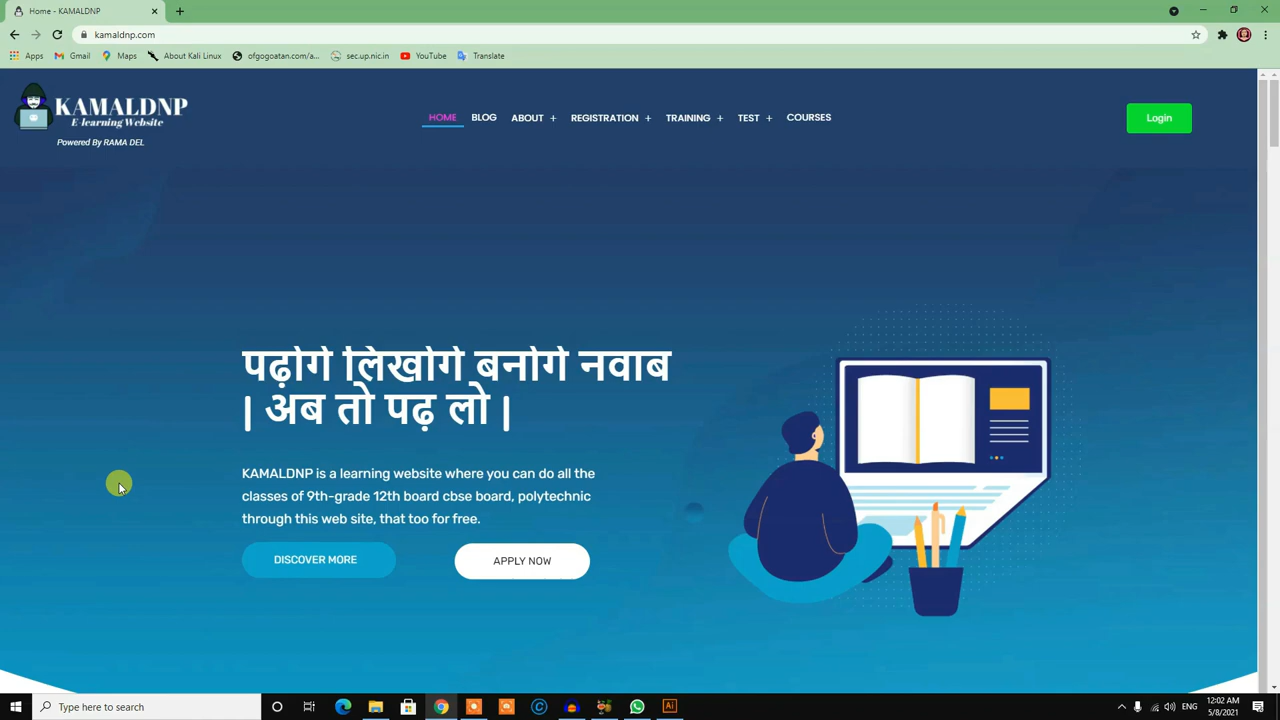 Home - KAMALDNP
kamaldnp.com
Apps Gmail Maps About Kali Linux ofgogoatan.com/a... sec.up.nic.in YouTube Translate
KAMALDNP
E-learning Website
Powered By RAMA DEL
HOME BLOG ABOUT + REGISTRATION + TRAINING + TEST + COURSES
Login
पढ़ोगे लिखोगे बनोगे नवाब
| अब तो पढ़ लो |
KAMALDNP is a learning website where you can do all the
classes of 9th-grade 12th board cbse board, polytechnic
through this web site, that too for free.
DISCOVER MORE APPLY NOW
Type here to search
Ai
ENG
12:02 AM
5/8/2021